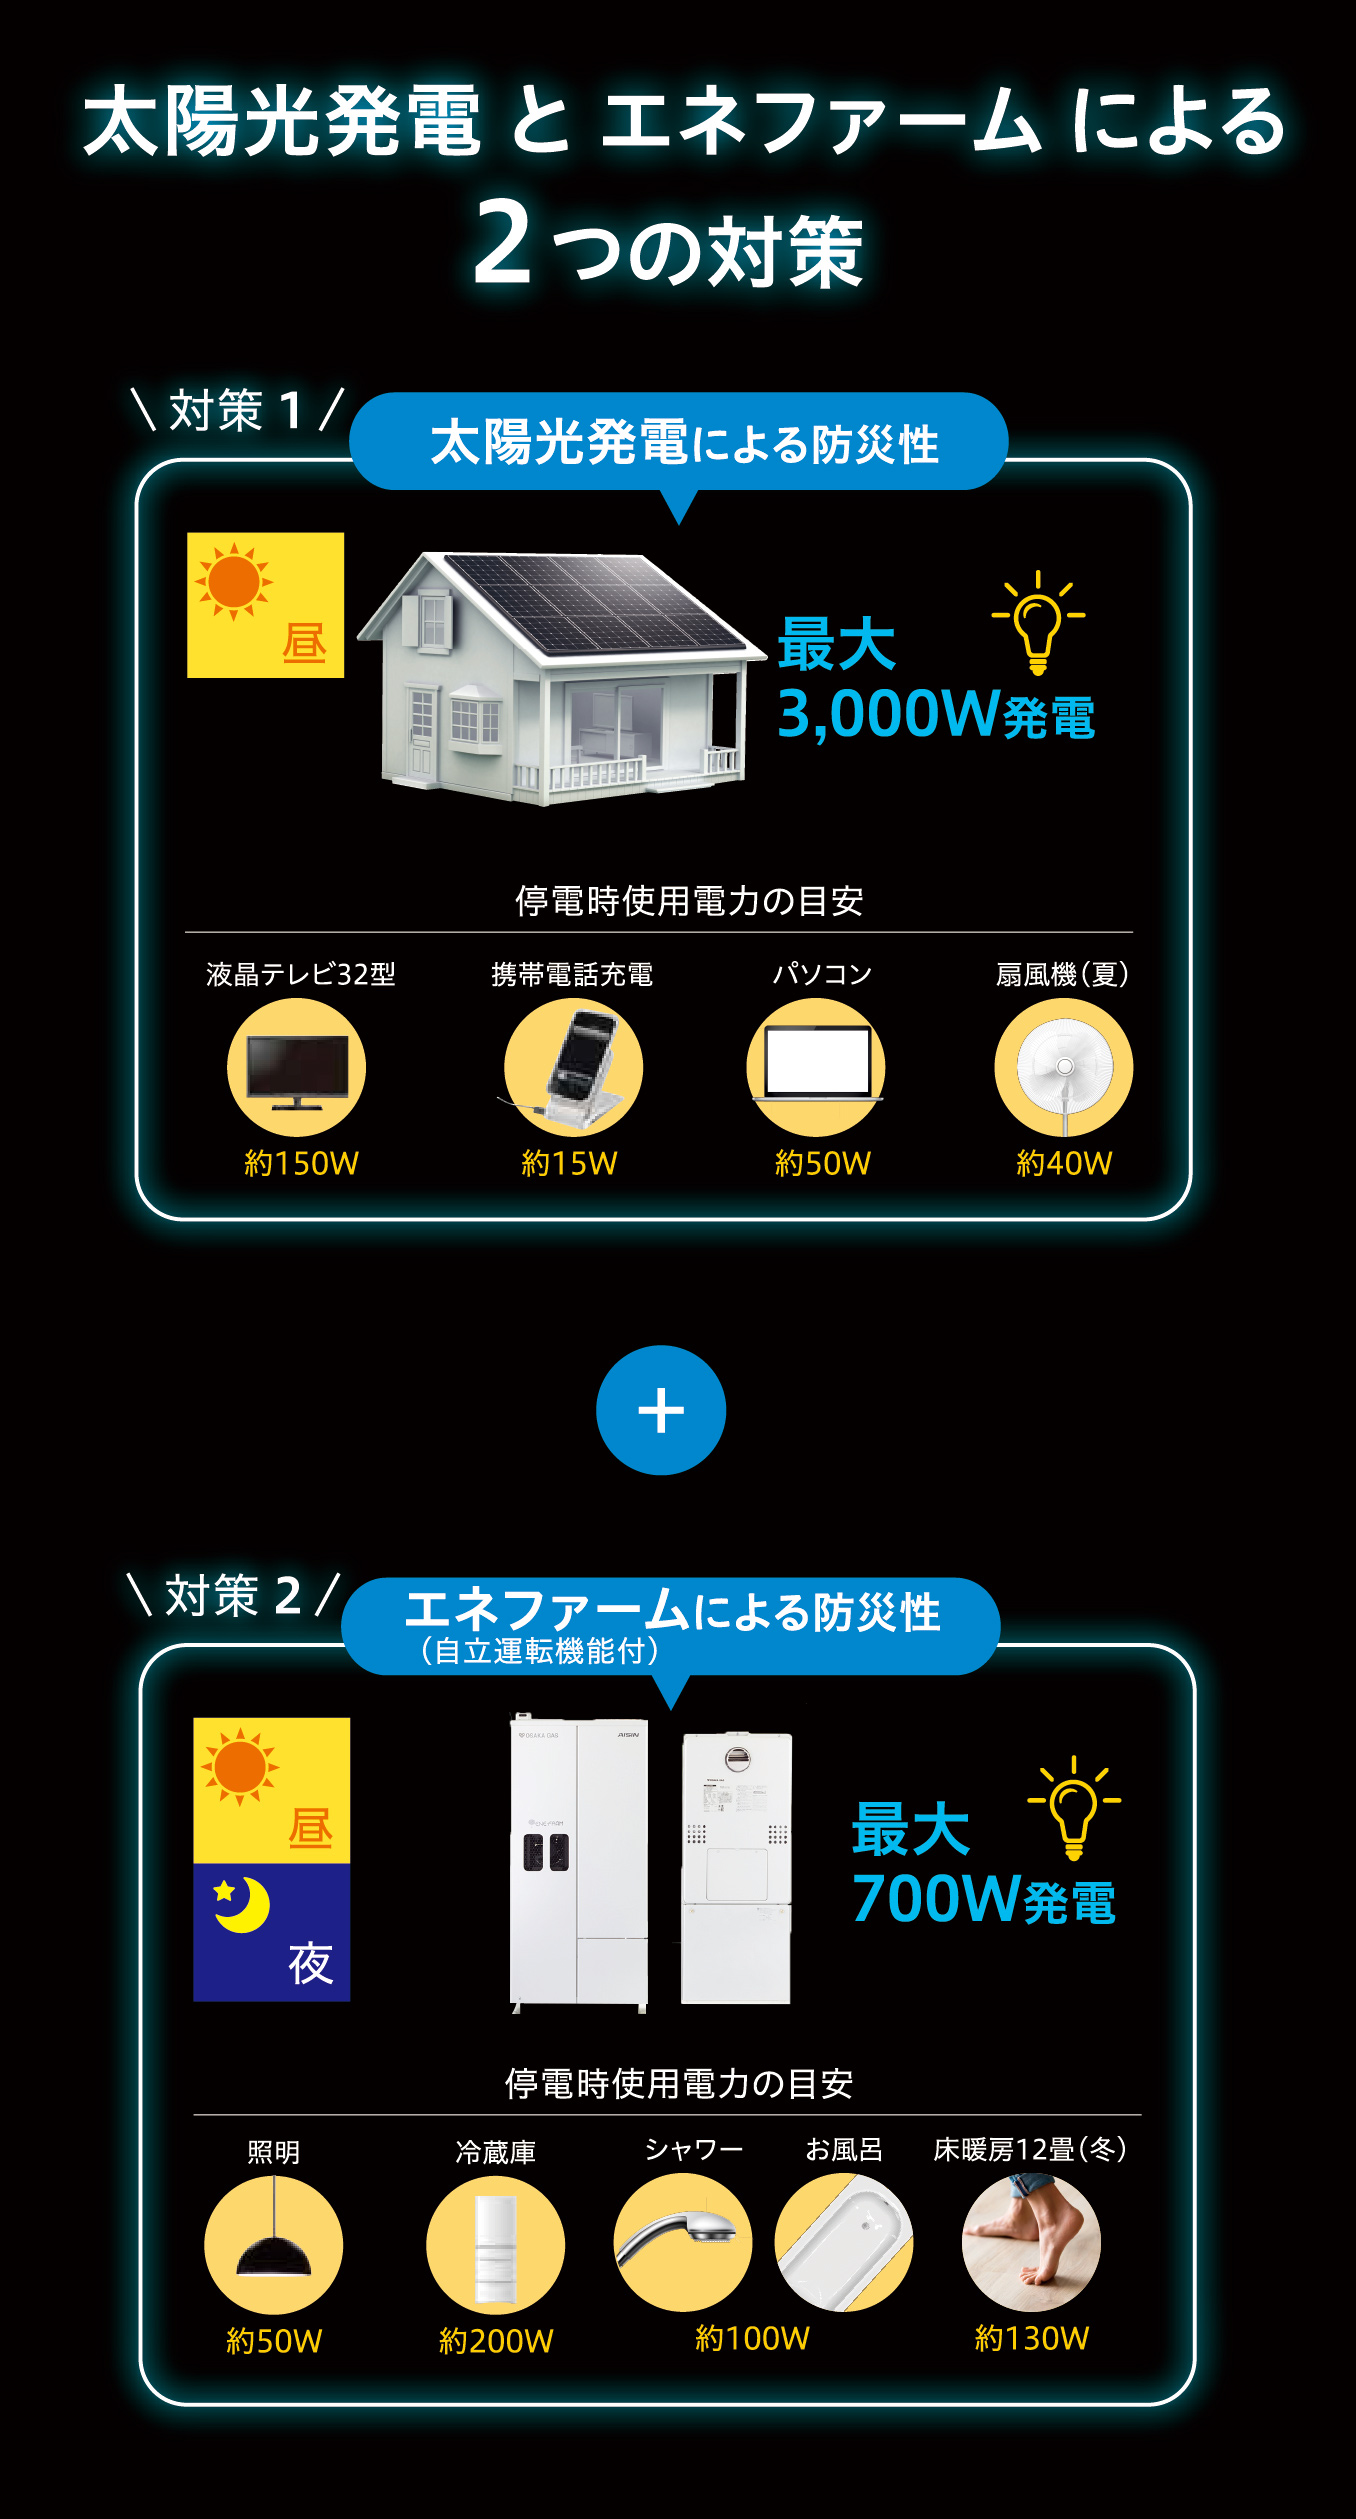 太陽光発電 と エネファーム による
2つの対策
対策 1
太陽光発電による防災性
昼
最大
3,000W発電
停電時使用電力の目安
液晶テレビ32型
携帯電話充電
パソコン
扇風機(夏)
約150W
約15W
約50W
約40W
+
対策 2
エネファームによる防災性
(自立運転機能付)
昼
夜
OSAKA GAS
AISIN
最大
700W発電
停電時使用電力の目安
照明
冷蔵庫
シャワー
お風呂
床暖房12畳(冬)
約50W
約200W
約100W
約130W